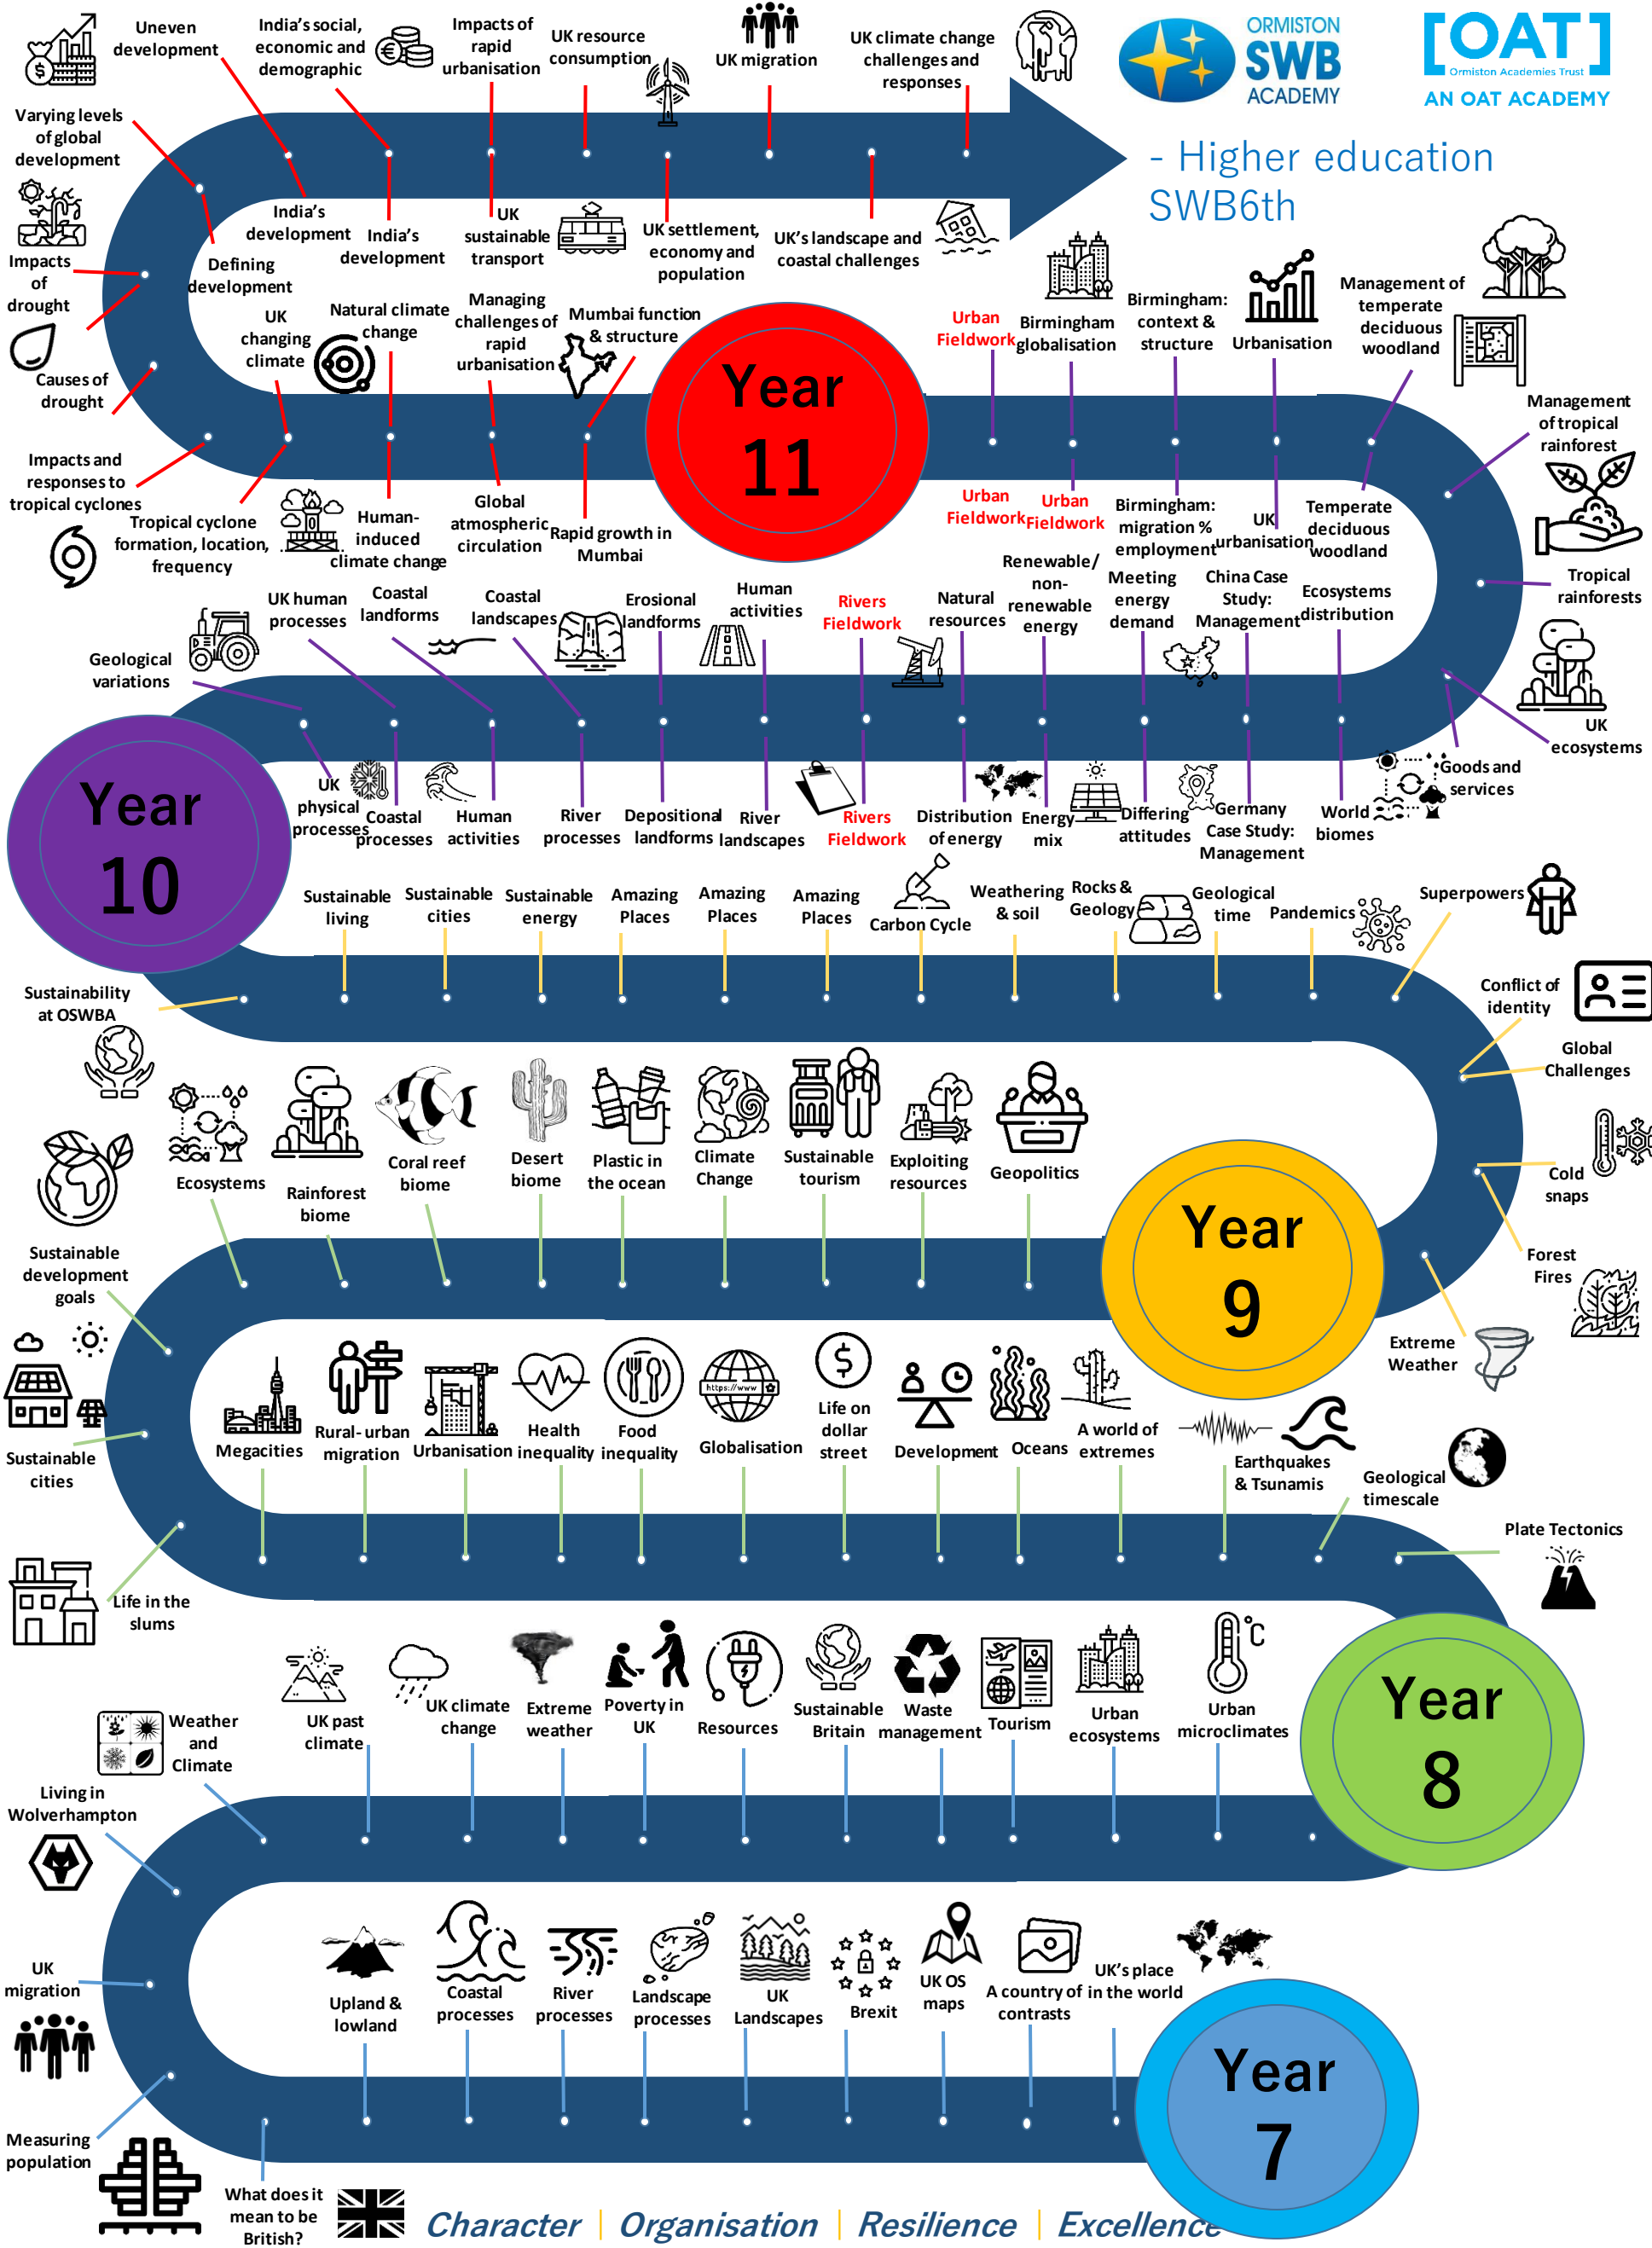 Uneven
development
India's social,
economic and
demographic
Impacts of
rapid
urbanisation
UK resource
consumption
UK migration
UK climate change
challenges and
responses
ORMISTON
SWB
ACADEMY
[OAT]
Ormiston Academies Trust
AN OAT ACADEMY
- Higher education
SWB6th
Varying levels
of global
development
India's
development
India's
development
UK
sustainable
transport
UK settlement,
economy and
population
UK's landscape and
coastal challenges
Impacts
of
drought
Defining
development
Causes of
drought
UK
changing
climate
Natural climate
change
Managing
challenges of
rapid
urbanisation
Mumbai function
& structure
Year
11
Urban
Fieldwork
Birmingham
globalisation
Birmingham:
context &
structure
Urbanisation
Management of
temperate
deciduous
woodland
Management
of tropical
rainforest
Impacts and
responses to
tropical cyclones
Tropical cyclone
formation, location,
frequency
Human-
induced
climate change
Global
atmospheric
circulation
Rapid growth in
Mumbai
Urban
Fieldwork
Urban
Fieldwork
Birmingham:
migration %
employment
UK
urbanisation
Temperate
deciduous
woodland
Tropical
rainforests
Geological
variations
UK human
processes
Coastal
landforms
Coastal
landscapes
Erosional
landforms
Human
activities
Rivers
Fieldwork
Natural
resources
Renewable/
non-
renewable
energy
Meeting
energy
demand
China Case
Study:
Management
Ecosystems
distribution
UK
ecosystems
Year
10
UK
physical
processes
Coastal
processes
Human
activities
River
processes
Depositional
landforms
River
landscapes
Rivers
Fieldwork
Distribution
of energy
Energy
mix
Differing
attitudes
Germany
Case Study:
Management
World
biomes
Goods and
services
Sustainable
living
Sustainable
cities
Sustainable
energy
Amazing
Places
Amazing
Places
Amazing
Places
Carbon Cycle
Weathering
& soil
Rocks &
Geology
Geological
time
Pandemics
Superpowers
Sustainability
at OSWBA
Conflict of
identity
Global
Challenges
Cold
snaps
Forest
Fires
Extreme
Weather
Ecosystems
Rainforest
biome
Coral reef
biome
Desert
biome
Plastic in
the ocean
Climate
Change
Sustainable
tourism
Exploiting
resources
Geopolitics
Year
9
Sustainable
development
goals
Sustainable
cities
Life in the
slums
Megacities
Rural-urban
migration
Urbanisation
Health
inequality
Food
inequality
https://www
Globalisation
$
Life on
dollar
street
Development
Oceans
A world of
extremes
Earthquakes
& Tsunamis
Geological
timescale
Plate Tectonics
Year
8
Weather
and
Climate
UK past
climate
UK climate
change
Extreme
weather
Poverty in
UK
Resources
Sustainable
Britain
Waste
management
Tourism
Urban
ecosystems
°C
Urban
microclimates
Living in
Wolverhampton
UK
migration
Measuring
population
What does it
mean to be
British?
Upland &
lowland
Coastal
processes
River
processes
Landscape
processes
UK
Landscapes
Brexit
UK OS
maps
A country of
contrasts
UK's place
in the world
Year
7
Character | Organisation | Resilience | Excellence